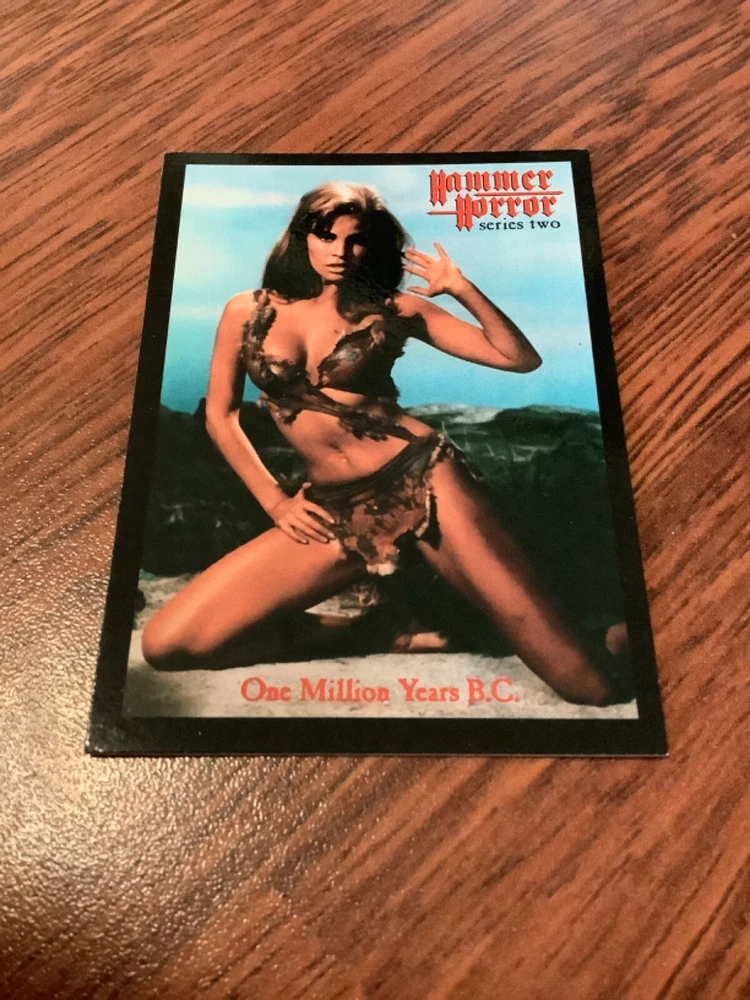 Hammer
Horror
series two
One Million Years B.C.